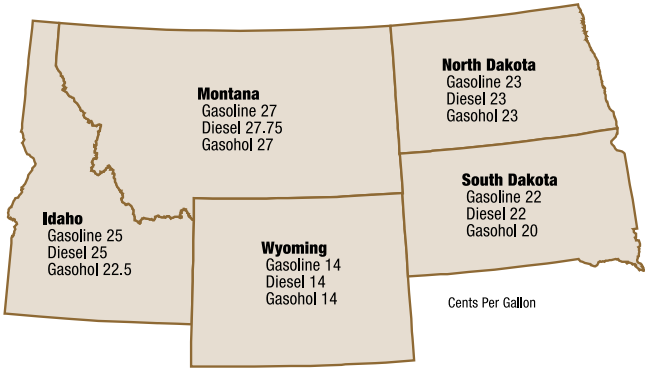 Montana
Gasoline 27
Diesel 27.75
Gasohol 27
North Dakota
Gasoline 23
Diesel 23
Gasohol 23
Idaho
Gasoline 25
Diesel 25
Gasohol 22.5
Wyoming
Gasoline 14
Diesel 14
Gasohol 14
South Dakota
Gasoline 22
Diesel 22
Gasohol 20
Cents Per Gallon